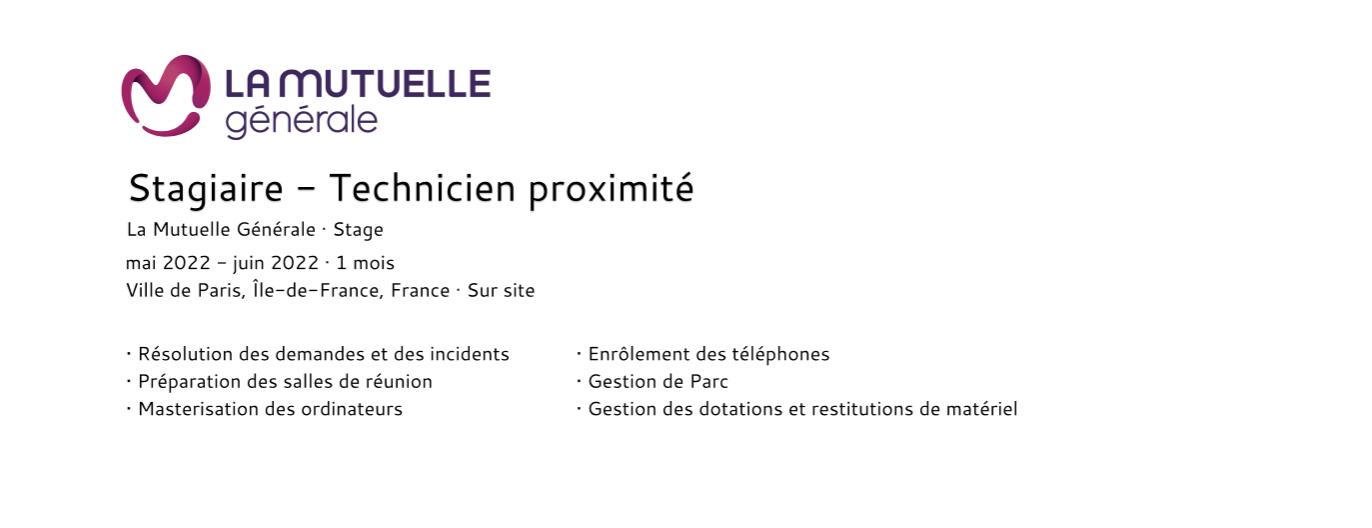 LA MUTUELLE
générale
Stagiaire - Technicien proximité
La Mutuelle Générale · Stage
mai 2022 - juin 2022 · 1 mois
Ville de Paris, Île-de-France, France · Sur site
· Résolution des demandes et des incidents
· Préparation des salles de réunion
· Masterisation des ordinateurs
· Enrôlement des téléphones
· Gestion de Parc
· Gestion des dotations et restitutions de matériel